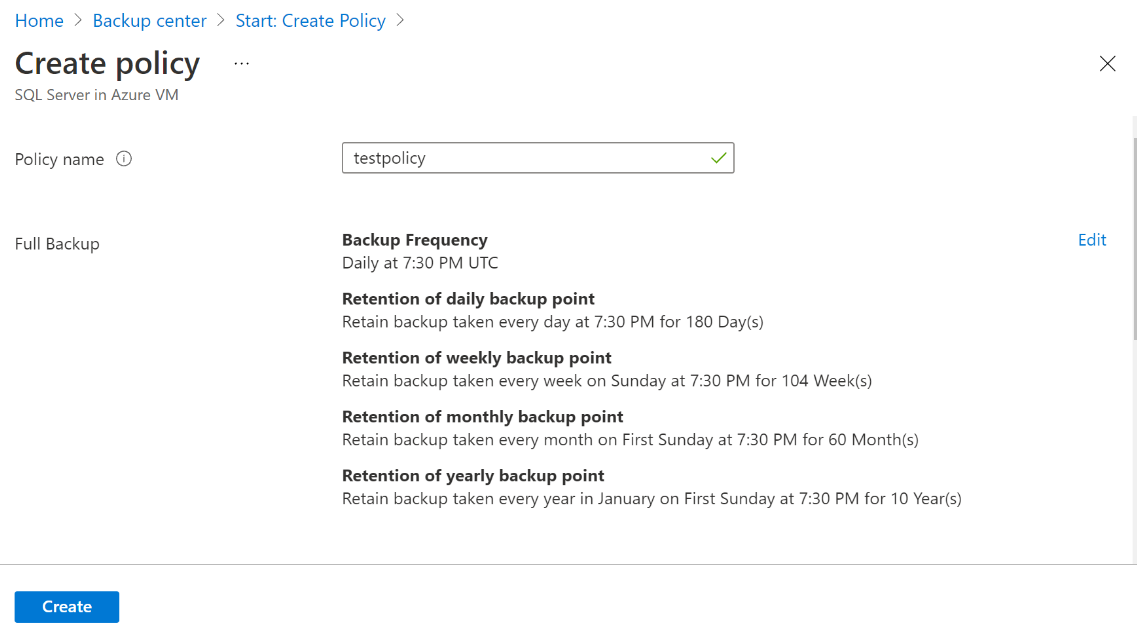 Home > Backup center > Start: Create Policy >
Create policy ...
SQL Server in Azure VM
Policy name
testpolicy
Full Backup
Backup Frequency
Edit
Daily at 7:30 PM UTC
Retention of daily backup point
Retain backup taken every day at 7:30 PM for 180 Day(s)
Retention of weekly backup point
Retain backup taken every week on Sunday at 7:30 PM for 104 Week(s)
Retention of monthly backup point
Retain backup taken every month on First Sunday at 7:30 PM for 60 Month(s)
Retention of yearly backup point
Retain backup taken every year in January on First Sunday at 7:30 PM for 10 Year(s)
Create